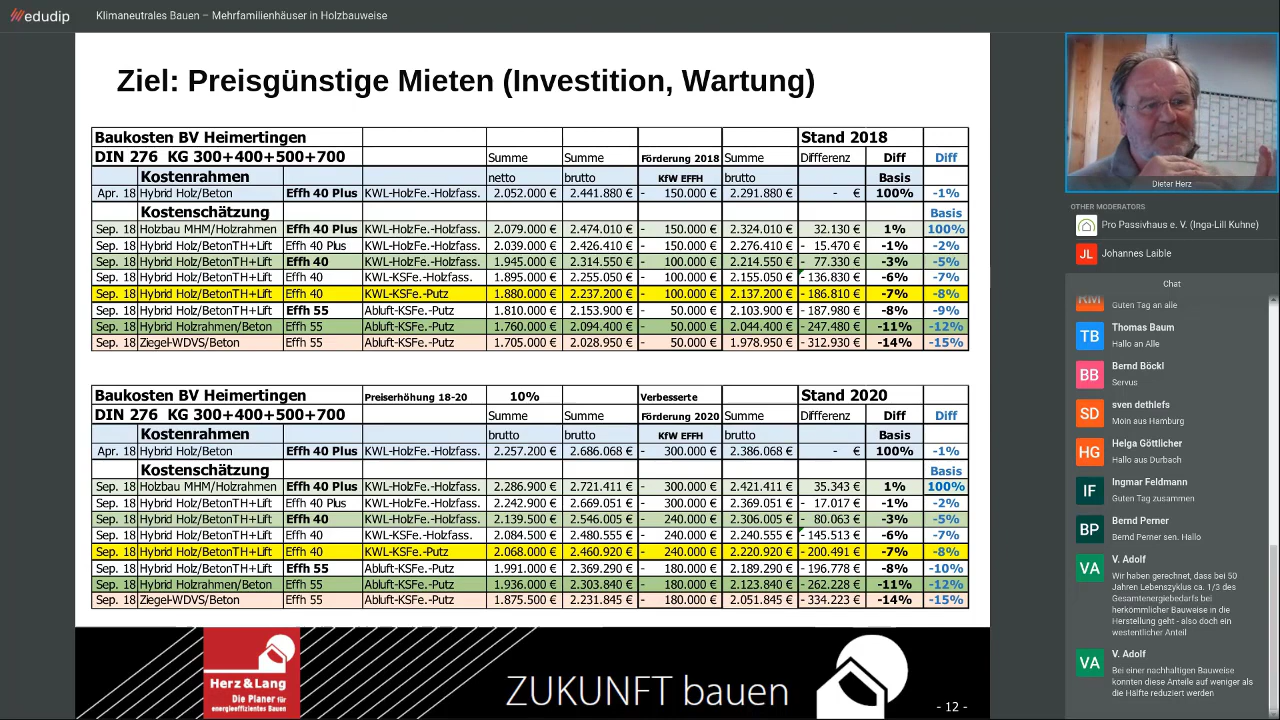 edudip
Klimaneutrales Bauen – Mehrfamilienhäuser in Holzbauweise
Ziel: Preisgünstige Mieten (Investition, Wartung)
Baukosten BV Heimertingen Stand 2018
DIN 276 KG 300+400+500+700 Summe Summe Förderung 2018 Summe Differenz Diff Diff
Kostenrahmen netto brutto KfW EFFH brutto Basis
Apr. 18 Hybrid Holz/Beton Effh 40 Plus KWL-HolzFe.-Holzfass. 2.052.000 € 2.441.880 € - 150.000 € 2.291.880 € - € 100% -1%
Kostenschätzung Basis
Sep. 18 Holzbau MHM/Holzrahmen Effh 40 Plus KWL-HolzFe.-Holzfass. 2.079.000 € 2.474.010 € - 150.000 € 2.324.010 € 32.130 € 1% 100%
Sep. 18 Hybrid Holz/BetonTH+Lift Effh 40 Plus KWL-HolzFe.-Holzfass. 2.039.000 € 2.426.410 € - 150.000 € 2.276.410 € - 15.470 € -1% -2%
Sep. 18 Hybrid Holz/BetonTH+Lift Effh 40 KWL-HolzFe.-Holzfass. 1.945.000 € 2.314.550 € - 100.000 € 2.214.550 € - 77.330 € -3% -5%
Sep. 18 Hybrid Holz/BetonTH+Lift Effh 40 KWL-KSFe.-Holzfass. 1.895.000 € 2.255.050 € - 100.000 € 2.155.050 € - 136.830 € -6% -7%
Sep. 18 Hybrid Holz/BetonTH+Lift Effh 40 KWL-KSFe.-Putz 1.880.000 € 2.237.200 € - 100.000 € 2.137.200 € - 186.810 € -7% -8%
Sep. 18 Hybrid Holz/BetonTH+Lift Effh 55 Abluft-KSFe.-Putz 1.810.000 € 2.153.900 € - 50.000 € 2.103.900 € - 187.980 € -8% -9%
Sep. 18 Hybrid Holzrahmen/Beton Effh 55 Abluft-KSFe.-Putz 1.760.000 € 2.094.400 € - 50.000 € 2.044.400 € - 247.480 € -11% -12%
Sep. 18 Ziegel-WDVS/Beton Effh 55 Abluft-KSFe.-Putz 1.705.000 € 2.028.950 € - 50.000 € 1.978.950 € - 312.930 € -14% -15%
Baukosten BV Heimertingen Preiserhöhung 18-20 10% Verbesserte Stand 2020
DIN 276 KG 300+400+500+700 Summe Summe Förderung 2020 Summe Differenz Diff Diff
Kostenrahmen brutto brutto KfW EFFH brutto Basis
Apr. 18 Hybrid Holz/Beton Effh 40 Plus KWL-HolzFe.-Holzfass. 2.257.200 € 2.686.068 € - 300.000 € 2.386.068 € - € 100% -1%
Kostenschätzung Basis
Sep. 18 Holzbau MHM/Holzrahmen Effh 40 Plus KWL-HolzFe.-Holzfass. 2.286.900 € 2.721.411 € - 300.000 € 2.421.411 € 35.343 € 1% 100%
Sep. 18 Hybrid Holz/BetonTH+Lift Effh 40 Plus KWL-HolzFe.-Holzfass. 2.242.900 € 2.669.051 € - 300.000 € 2.369.051 € - 17.017 € -1% -2%
Sep. 18 Hybrid Holz/BetonTH+Lift Effh 40 KWL-HolzFe.-Holzfass. 2.139.500 € 2.546.005 € - 240.000 € 2.306.005 € - 80.063 € -3% -5%
Sep. 18 Hybrid Holz/BetonTH+Lift Effh 40 KWL-KSFe.-Holzfass. 2.084.500 € 2.480.555 € - 240.000 € 2.240.555 € - 145.513 € -6% -7%
Sep. 18 Hybrid Holz/BetonTH+Lift Effh 40 KWL-KSFe.-Putz 2.068.000 € 2.460.920 € - 240.000 € 2.220.920 € - 200.491 € -7% -8%
Sep. 18 Hybrid Holz/BetonTH+Lift Effh 55 Abluft-KSFe.-Putz 1.991.000 € 2.369.290 € - 180.000 € 2.189.290 € - 196.778 € -8% -10%
Sep. 18 Hybrid Holzrahmen/Beton Effh 55 Abluft-KSFe.-Putz 1.936.000 € 2.303.840 € - 180.000 € 2.123.840 € - 262.228 € -11% -12%
Sep. 18 Ziegel-WDVS/Beton Effh 55 Abluft-KSFe.-Putz 1.875.500 € 2.231.845 € - 180.000 € 2.051.845 € - 334.223 € -14% -15%
Herz & Lang
Die Planer für
energieeffizientes Bauen
ZUKUNFT bauen
- 12 -
Dieter Herz
OTHER MODERATORS
Pro Passivhaus e. V. (Inga-Lill Kuhne)
JL Johannes Laible
Chat
RM
Guten Tag an alle
TB Thomas Baum
Hallo an Alle
BB Bernd Böckl
Servus
SD sven dethlefs
Moin aus Hamburg
HG Helga Göttlicher
Hallo aus Durbach
IF Ingmar Feldmann
Guten Tag zusammen
BP Bernd Perner
Bernd Perner sen. Hallo
VA V. Adolf
Wir haben gerechnet, dass bei 50
Jahren Lebenszyklus ca. 1/3 des
Gesamtenergiebedarfs bei
herkömmlicher Bauweise in die
Herstellung geht - also doch ein
westentlicher Anteil
VA V. Adolf
Bei einer nachhaltigen Bauweise
konnten diese Anteile auf weniger als
die Hälfte reduziert werden